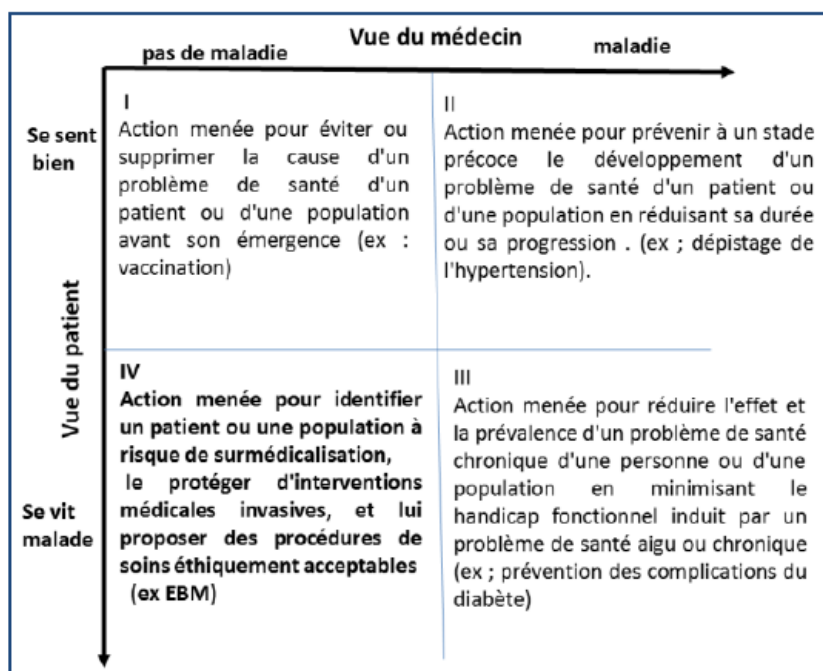 Vue du médecin
pas de maladie
maladie
Se sent
bien
Vue du patient
Se vit
malade
I
Action menée pour éviter ou
supprimer la cause d'un
problème de santé d'un
patient ou d'une population
avant son émergence (ex :
vaccination)
II
Action menée pour prévenir à un stade
précoce le développement d'un
problème de santé d'un patient ou
d'une population en réduisant sa durée
ou sa progression . (ex ; dépistage de
l'hypertension).
IV
Action menée pour identifier
un patient ou une population à
risque de surmédicalisation,
le protéger d'interventions
médicales invasives, et lui
proposer des procédures de
soins éthiquement acceptables
(ex EBM)
III
Action menée pour réduire l'effet et
la prévalence d'un problème de santé
chronique d'une personne ou d'une
population en minimisant le
handicap fonctionnel induit par un
problème de santé aigu ou chronique
(ex ; prévention des complications du
diabète)